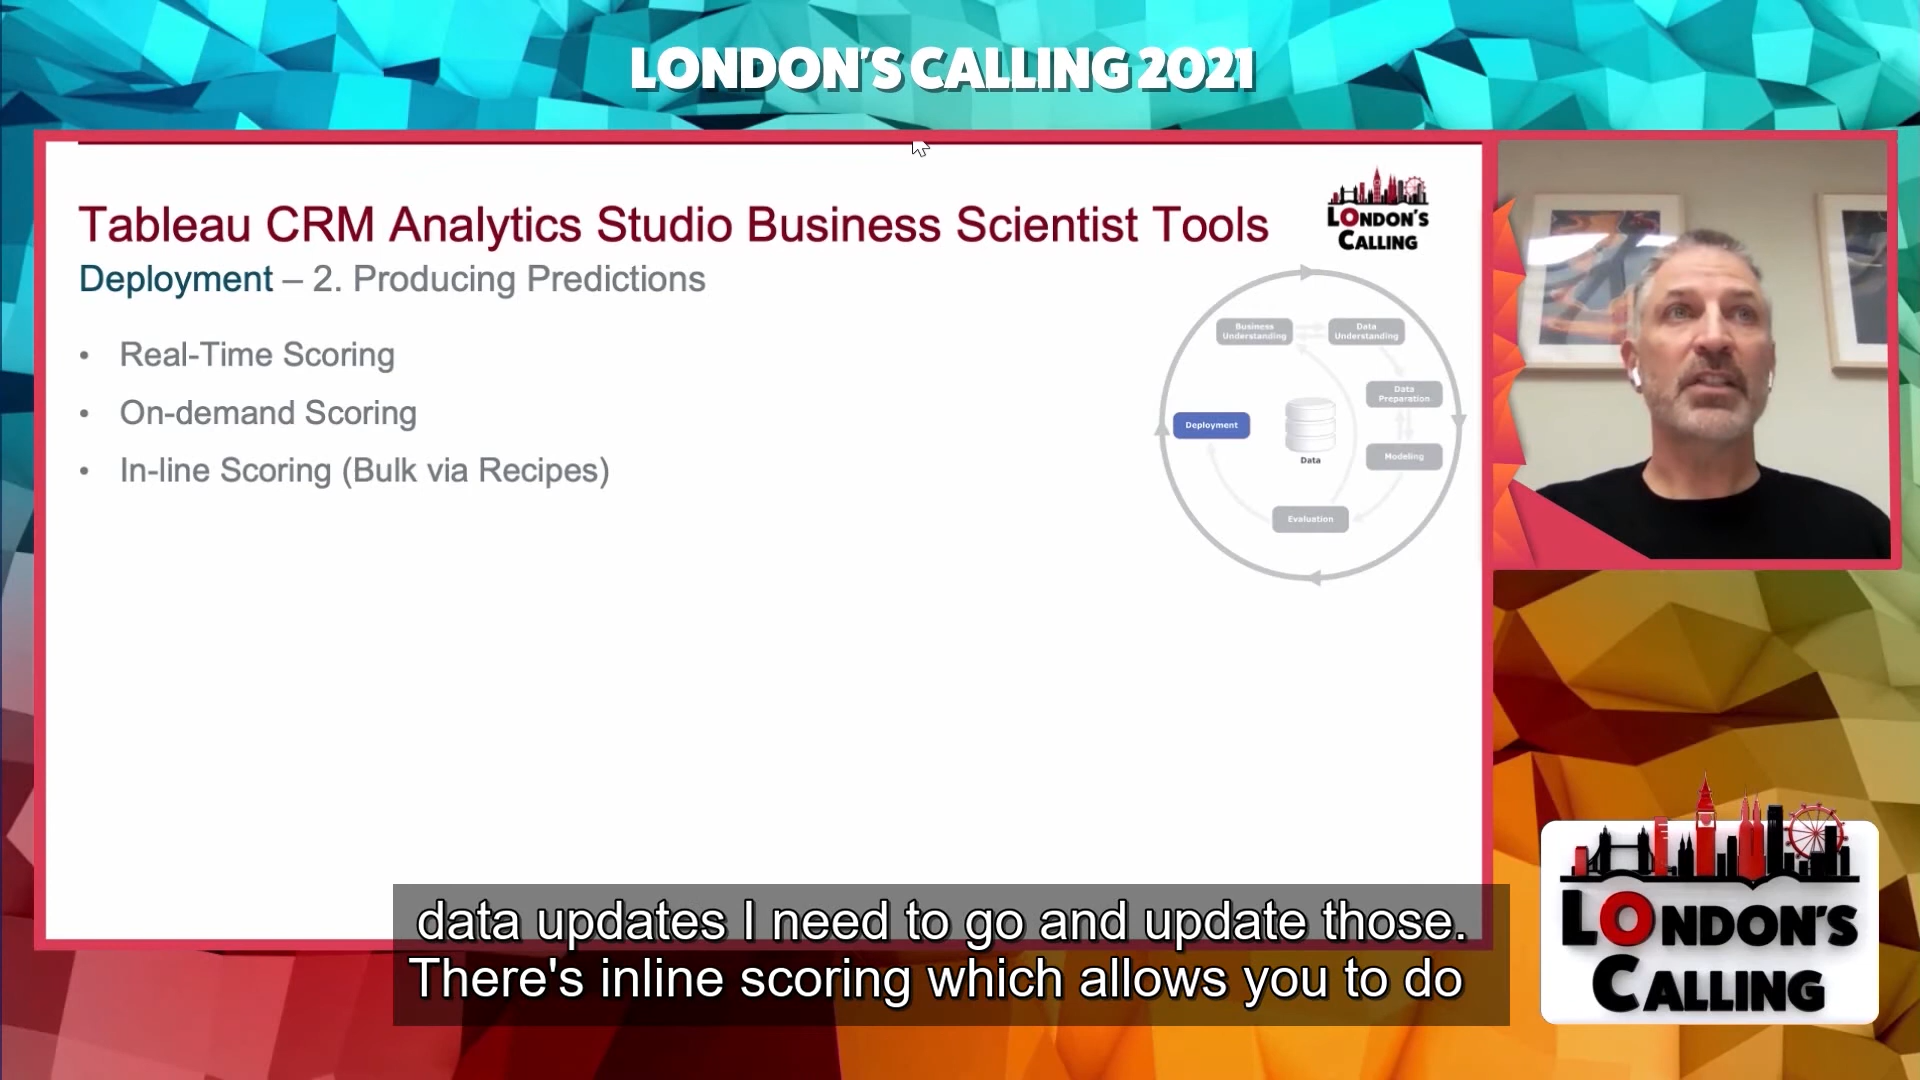 LONDON'S CALLING 2021
Tableau CRM Analytics Studio Business Scientist Tools
LONDON'S
CALLING
Deployment – 2. Producing Predictions
• Real-Time Scoring
• On-demand Scoring
• In-line Scoring (Bulk via Recipes)
Business
Understanding
Data
Understanding
Data
Preparation
Deployment
Data
Modeling
Evaluation
data updates I need to go and update those.
There's inline scoring which allows you to do
LONDON'S
CALLING